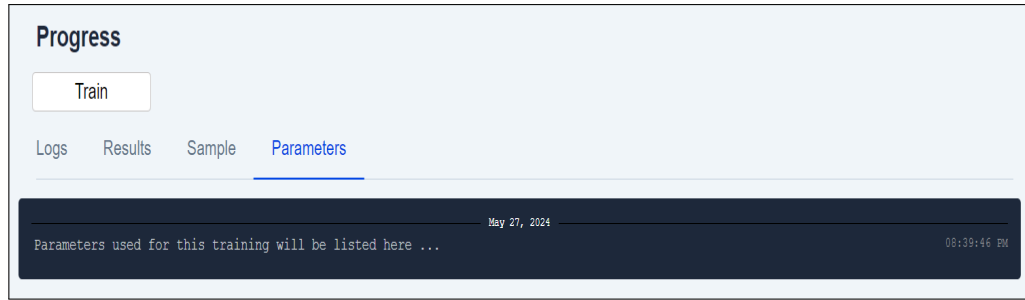 Progress
Train
Logs Results Sample Parameters
May 27, 2024
Parameters used for this training will be listed here ... 08:39:46 PM